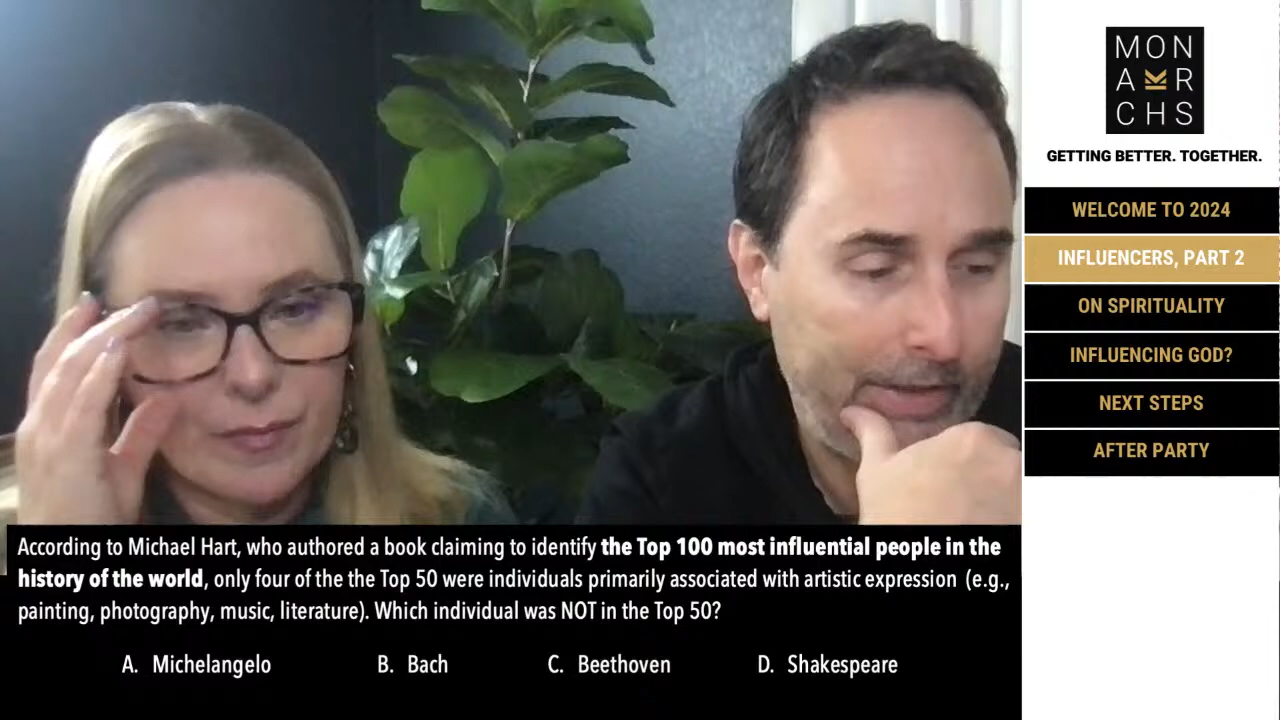 MON
A R
CHS
GETTING BETTER. TOGETHER.
WELCOME TO 2024
INFLUENCERS, PART 2
ON SPIRITUALITY
INFLUENCING GOD?
NEXT STEPS
AFTER PARTY
According to Michael Hart, who authored a book claiming to identify the Top 100 most influential people in the
history of the world, only four of the the Top 50 were individuals primarily associated with artistic expression (e.g.,
painting, photography, music, literature). Which individual was NOT in the Top 50?
A. Michelangelo B. Bach C. Beethoven D. Shakespeare